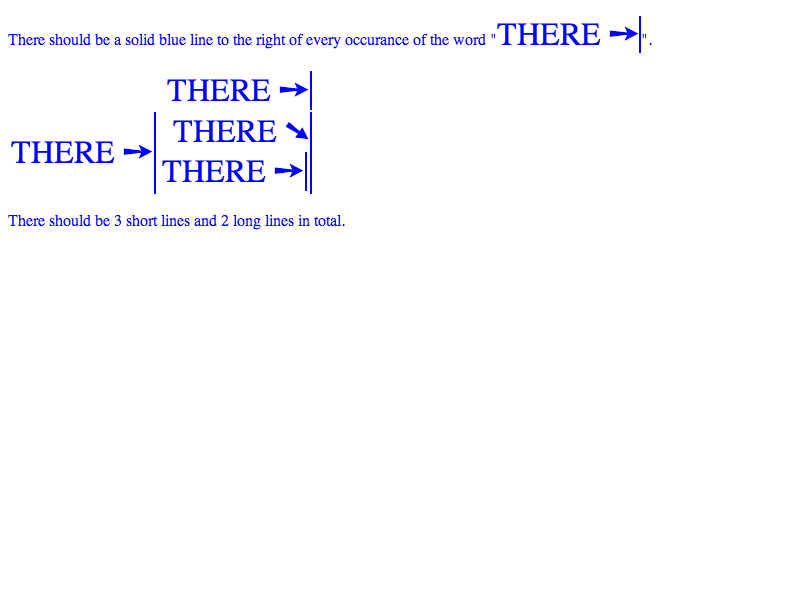 There should be a solid blue line to the right of every occurance of the word "THERE ➙".
THERE ➙
THERE ➘
THERE ➙
THERE ➙
There should be 3 short lines and 2 long lines in total.